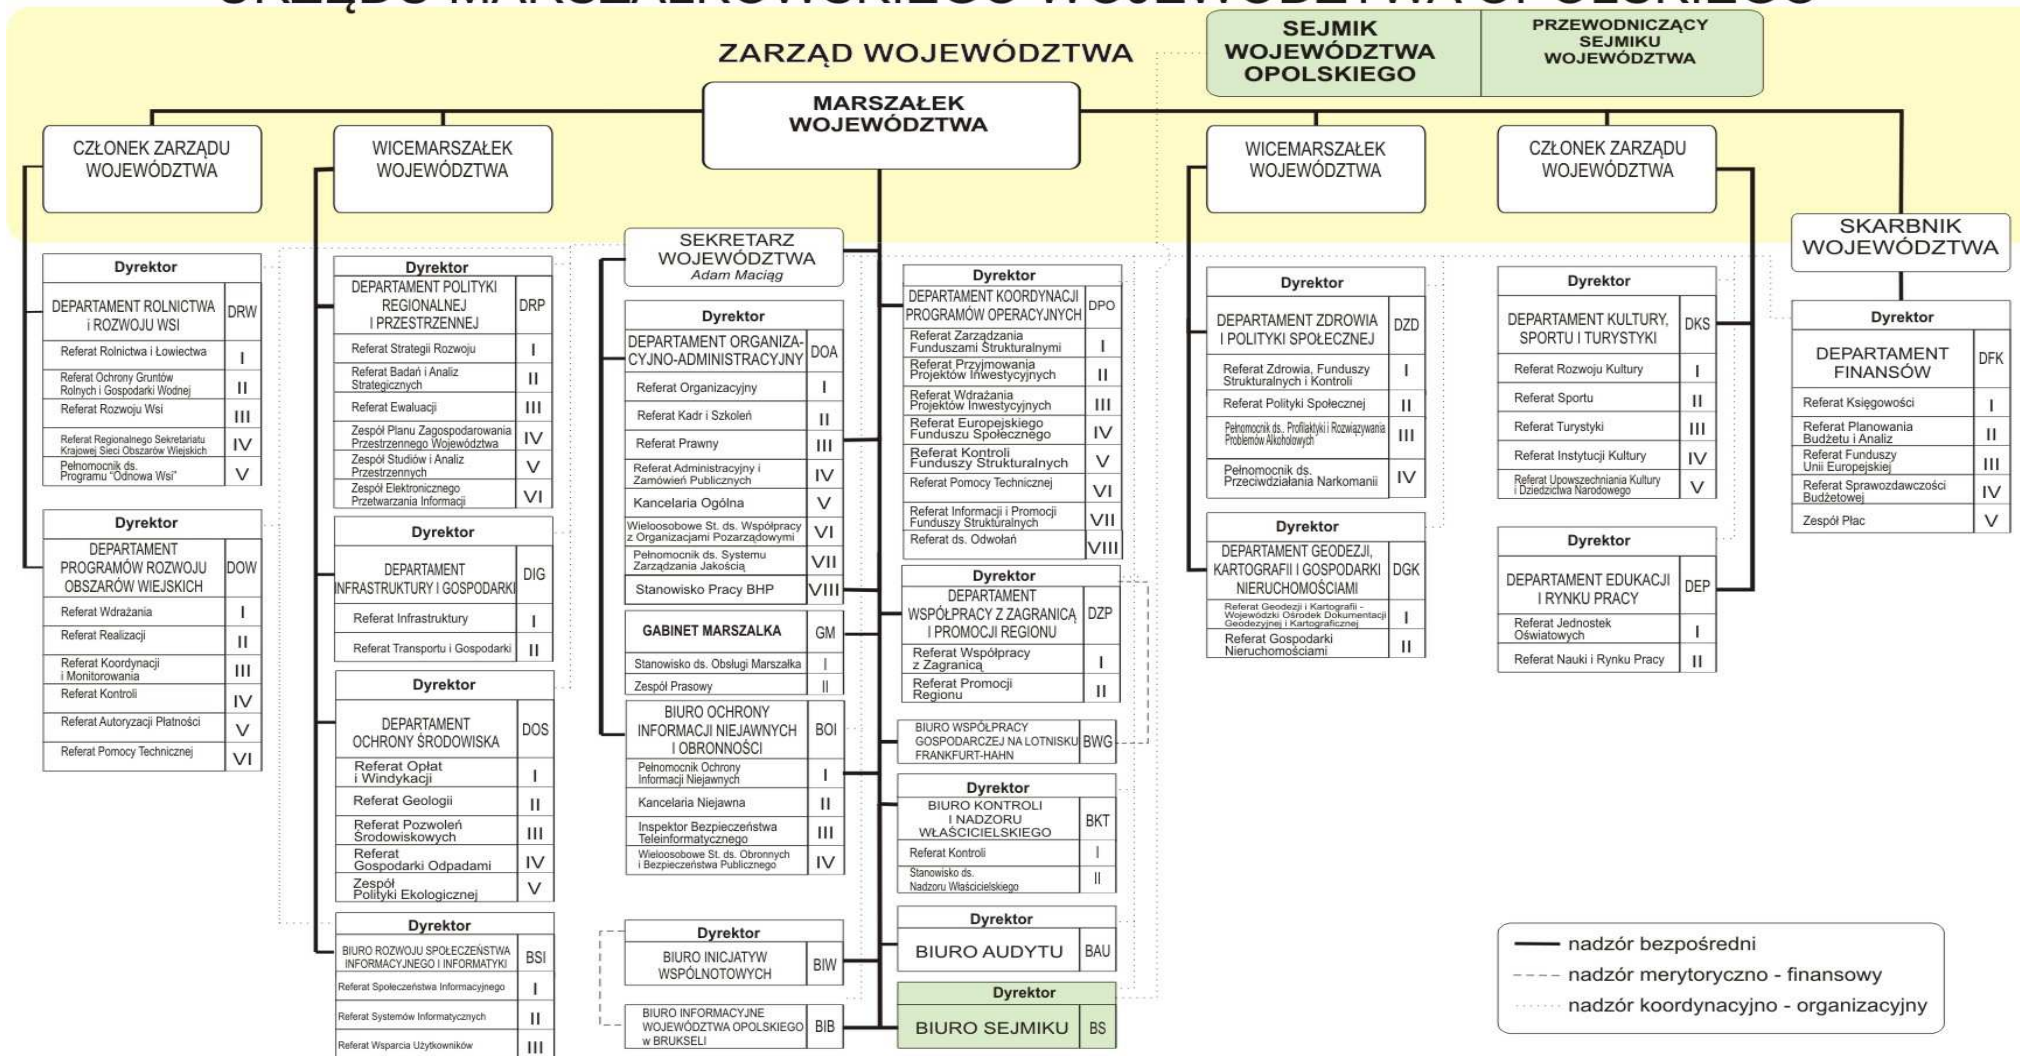 URZĘDU MARSZAŁKOWSKIEGO WOJEWÓDZTWA OPOLSKIEGO
ZARZĄD WOJEWÓDZTWA
SEJMIK
WOJEWÓDZTWA
OPOLSKIEGO
PRZEWODNICZĄCY
SEJMIKU
WOJEWÓDZTWA
MARSZAŁEK
WOJEWÓDZTWA
CZŁONEK ZARZĄDU
WOJEWÓDZTWA
WICEMARSZAŁEK
WOJEWÓDZTWA
WICEMARSZAŁEK
WOJEWÓDZTWA
CZŁONEK ZARZĄDU
WOJEWÓDZTWA
SKARBNIK
WOJEWÓDZTWA
SEKRETARZ
WOJEWÓDZTWA
Adam Maciąg
Dyrektor
DEPARTAMENT ROLNICTWA
i ROZWOJU WSI
DRW
Referat Rolnictwa i Łowiectwa
I
Referat Ochrony Gruntów
Rolnych i Gospodarki Wodnej
II
Referat Rozwoju Wsi
III
Referat Regionalnego Sekretariatu
Krajowej Sieci Obszarów Wiejskich
IV
Pełnomocnik ds.
Programu "Odnowa Wsi"
V
Dyrektor
DEPARTAMENT
PROGRAMÓW ROZWOJU
OBSZARÓW WIEJSKICH
DOW
Referat Wdrażania
I
Referat Realizacji
II
Referat Koordynacji
i Monitorowania
III
Referat Kontroli
IV
Referat Autoryzacji Płatności
V
Referat Pomocy Technicznej
VI
Dyrektor
DEPARTAMENT POLITYKI
REGIONALNEJ
I PRZESTRZENNEJ
DRP
Referat Strategii Rozwoju
I
Referat Badań i Analiz
Strategicznych
II
Referat Ewaluacji
III
Zespół Planu Zagospodarowania
Przestrzennego Województwa
IV
Zespół Studiów i Analiz
Przestrzennych
V
Zespół Elektronicznego
Przetwarzania Informacji
VI
Dyrektor
DEPARTAMENT
INFRASTRUKTURY I GOSPODARKI
DIG
Referat Infrastruktury
I
Referat Transportu i Gospodarki
II
Dyrektor
DEPARTAMENT
OCHRONY ŚRODOWISKA
DOS
Referat Opłat
i Windykacji
I
Referat Geologii
II
Referat Pozwoleń
Środowiskowych
III
Referat
Gospodarki Odpadami
IV
Zespół
Polityki Ekologicznej
V
Dyrektor
BIURO ROZWOJU SPOŁECZEŃSTWA
INFORMACYJNEGO I INFORMATYKI
BSI
Referat Społeczeństwa Informacyjnego
I
Referat Systemów Informatycznych
II
Referat Wsparcia Użytkowników
III
Dyrektor
DEPARTAMENT ORGANIZA-
CYJNO-ADMINISTRACYJNY
DOA
Referat Organizacyjny
I
Referat Kadr i Szkoleń
II
Referat Prawny
III
Referat Administracyjny i
Zamówień Publicznych
IV
Kancelaria Ogólna
V
Wieloosobowe St. ds. Współpracy
z Organizacjami Pozarządowymi
VI
Pełnomocnik ds. Systemu
Zarządzania Jakością
VII
Stanowisko Pracy BHP
VIII
GABINET MARSZALKA
GM
Stanowisko ds. Obsługi Marszałka
I
Zespół Prasowy
II
BIURO OCHRONY
INFORMACJI NIEJAWNYCH
I OBRONNOŚCI
BOI
Pełnomocnik Ochrony
Informacji Niejawnych
I
Kancelaria Niejawna
II
Inspektor Bezpieczeństwa
Teleinformatycznego
III
Wieloosobowe St. ds. Obronnych
i Bezpieczeństwa Publicznego
IV
Dyrektor
BIURO INICJATYW
WSPÓLNOTOWYCH
BIW
BIURO INFORMACYJNE
WOJEWÓDZTWA OPOLSKIEGO
w BRUKSELI
BIB
Dyrektor
DEPARTAMENT KOORDYNACJI
PROGRAMÓW OPERACYJNYCH
DPO
Referat Zarządzania
Funduszami Strukturalnymi
I
Referat Przyjmowania
Projektów Inwestycyjnych
II
Referat Wdrażania
Projektów Inwestycyjnych
III
Referat Europejskiego
Funduszu Społecznego
IV
Referat Kontroli
Funduszy Strukturalnych
V
Referat Pomocy Technicznej
VI
Referat Informacji i Promocji
Funduszy Strukturalnych
VII
Referat ds. Odwołań
VIII
Dyrektor
DEPARTAMENT
WSPÓŁPRACY Z ZAGRANICĄ
I PROMOCJI REGIONU
DZP
Referat Współpracy
z Zagranicą
I
Referat Promocji
Regionu
II
BIURO WSPÓŁPRACY
GOSPODARCZEJ NA LOTNISKU
FRANKFURT-HAHN
BWG
Dyrektor
BIURO KONTROLI
I NADZORU
WŁAŚCICIELSKIEGO
BKT
Referat Kontroli
I
Stanowisko ds.
Nadzoru Właścicielskiego
II
Dyrektor
BIURO AUDYTU
BAU
Dyrektor
BIURO SEJMIKU
BS
Dyrektor
DEPARTAMENT ZDROWIA
I POLITYKI SPOŁECZNEJ
DZD
Referat Zdrowia, Funduszy
Strukturalnych i Kontroli
I
Referat Polityki Społecznej
II
Pełnomocnik ds.. Profilaktyki i Rozwiązywania
Problemów Alkoholowych
III
Pełnomocnik ds.
Przeciwdziałania Narkomanii
IV
Dyrektor
DEPARTAMENT GEODEZJI,
KARTOGRAFII I GOSPODARKI
NIERUCHOMOŚCIAMI
DGK
Referat Geodezji i Kartografii -
Wojewódzki Ośrodek Dokumentacji
Geodezyjnej i Kartograficznej
I
Referat Gospodarki
Nieruchomościami
II
Dyrektor
DEPARTAMENT KULTURY,
SPORTU I TURYSTYKI
DKS
Referat Rozwoju Kultury
I
Referat Sportu
II
Referat Turystyki
III
Referat Instytucji Kultury
IV
Referat Upowszechniania Kultury
i Dziedzictwa Narodowego
V
Dyrektor
DEPARTAMENT EDUKACJI
I RYNKU PRACY
DEP
Referat Jednostek
Oświatowych
I
Referat Nauki i Rynku Pracy
II
Dyrektor
DEPARTAMENT
FINANSÓW
DFK
Referat Księgowości
I
Referat Planowania
Budżetu i Analiz
II
Referat Funduszy
Unii Europejskiej
III
Referat Sprawozdawczości
Budżetowej
IV
Zespół Płac
V
nadzór bezpośredni
nadzór merytoryczno - finansowy
nadzór koordynacyjno - organizacyjny